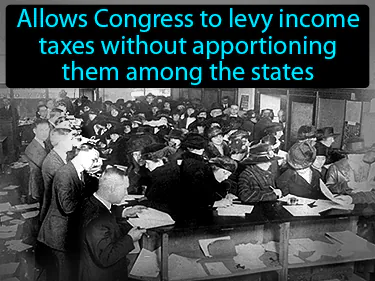 Allows Congress to levy income
taxes without apportioning
them among the states